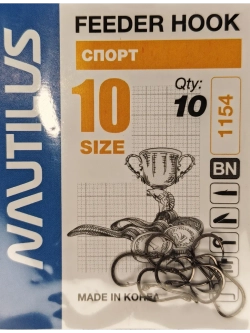 NAUTILUS
FEEDER HOOK
СПОРТ
10
SIZE
Qty:
10
1154
BN
MADE IN KOREA